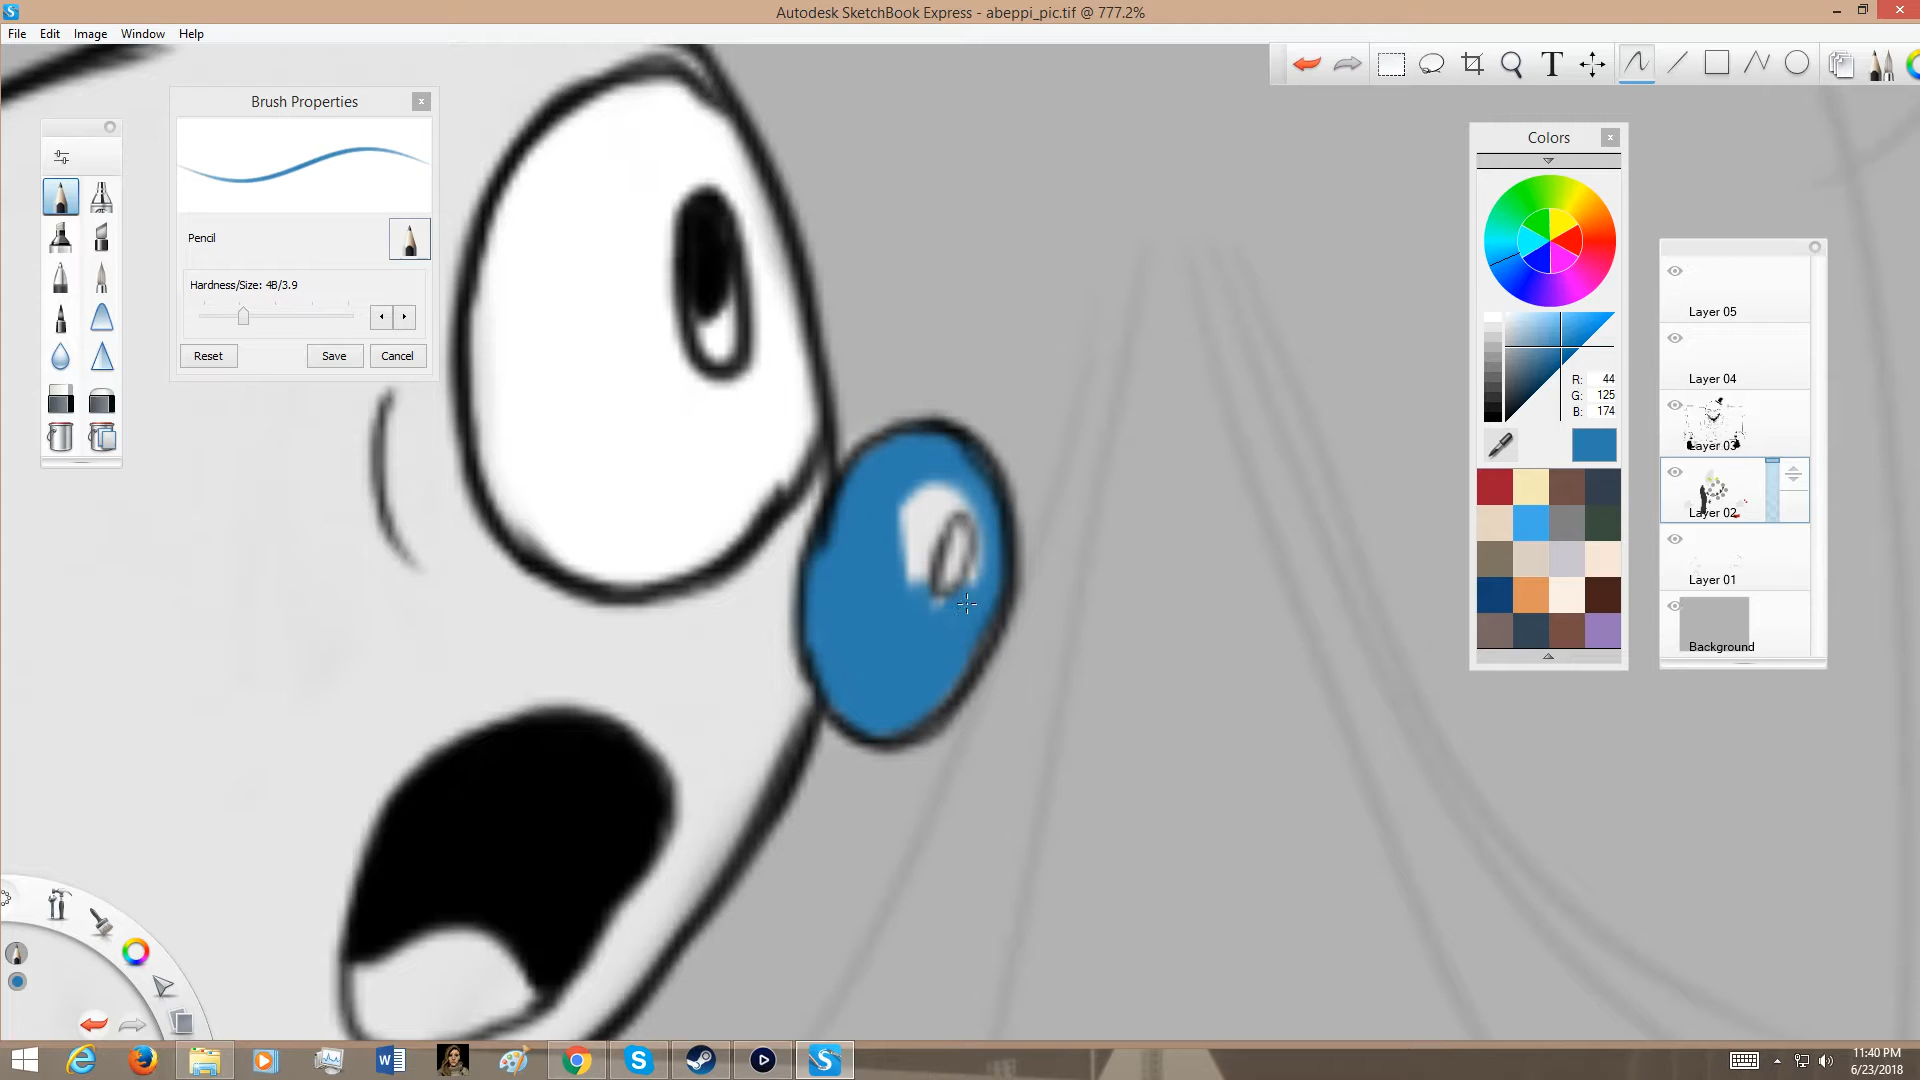 Autodesk SketchBook Express - abeppi_pic.tif @ 777.2%
File Edit Image Window Help
Brush Properties
Pencil
Hardness/Size: 4B/3.9
Reset Save Cancel
Colors
R: 44
G: 125
B: 174
Layer 05
Layer 04
Layer 03
Layer 02
Layer 01
Background
11:40 PM
6/23/2018